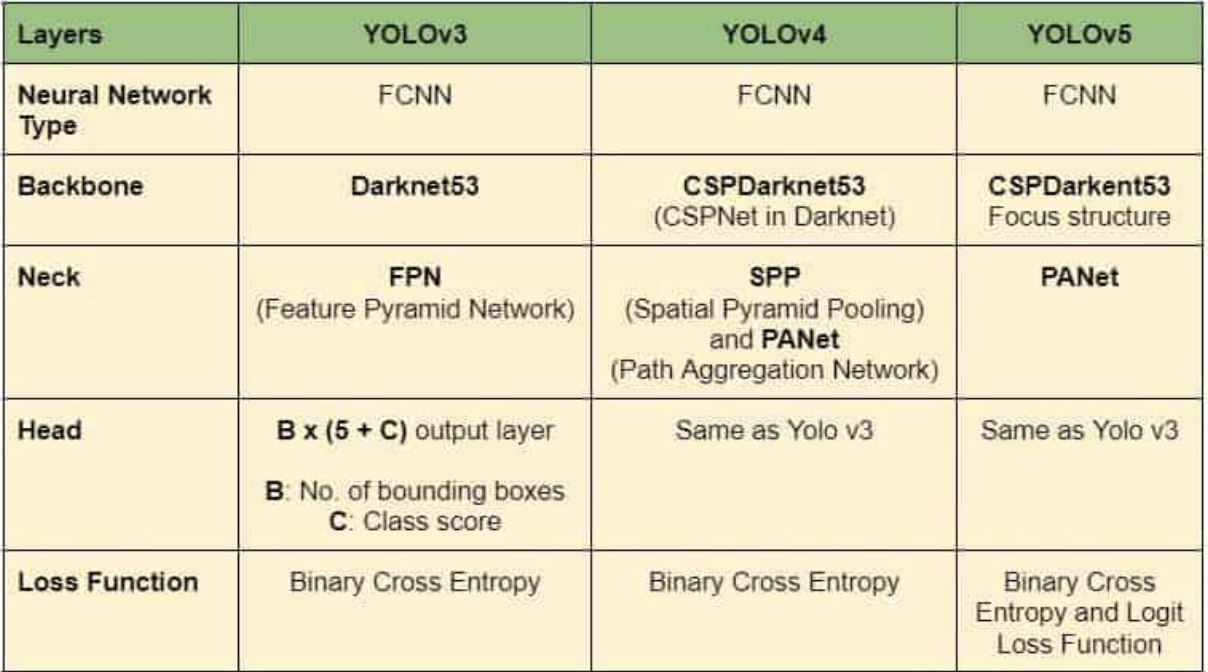 Layers YOLOv3 YOLOv4 YOLOv5
Neural Network
Type
FCNN FCNN FCNN
Backbone
Darknet53
CSPDarknet53
(CSPNet in Darknet)
CSPDarkent53
Focus structure
Neck
FPN
(Feature Pyramid Network)
SPP
(Spatial Pyramid Pooling)
and PANet
(Path Aggregation Network)
PANet
Head
B x (5 + C) output layer
B: No. of bounding boxes
C: Class score
Same as Yolo v3
Same as Yolo v3
Loss Function
Binary Cross Entropy
Binary Cross Entropy
Binary Cross
Entropy and Logit
Loss Function